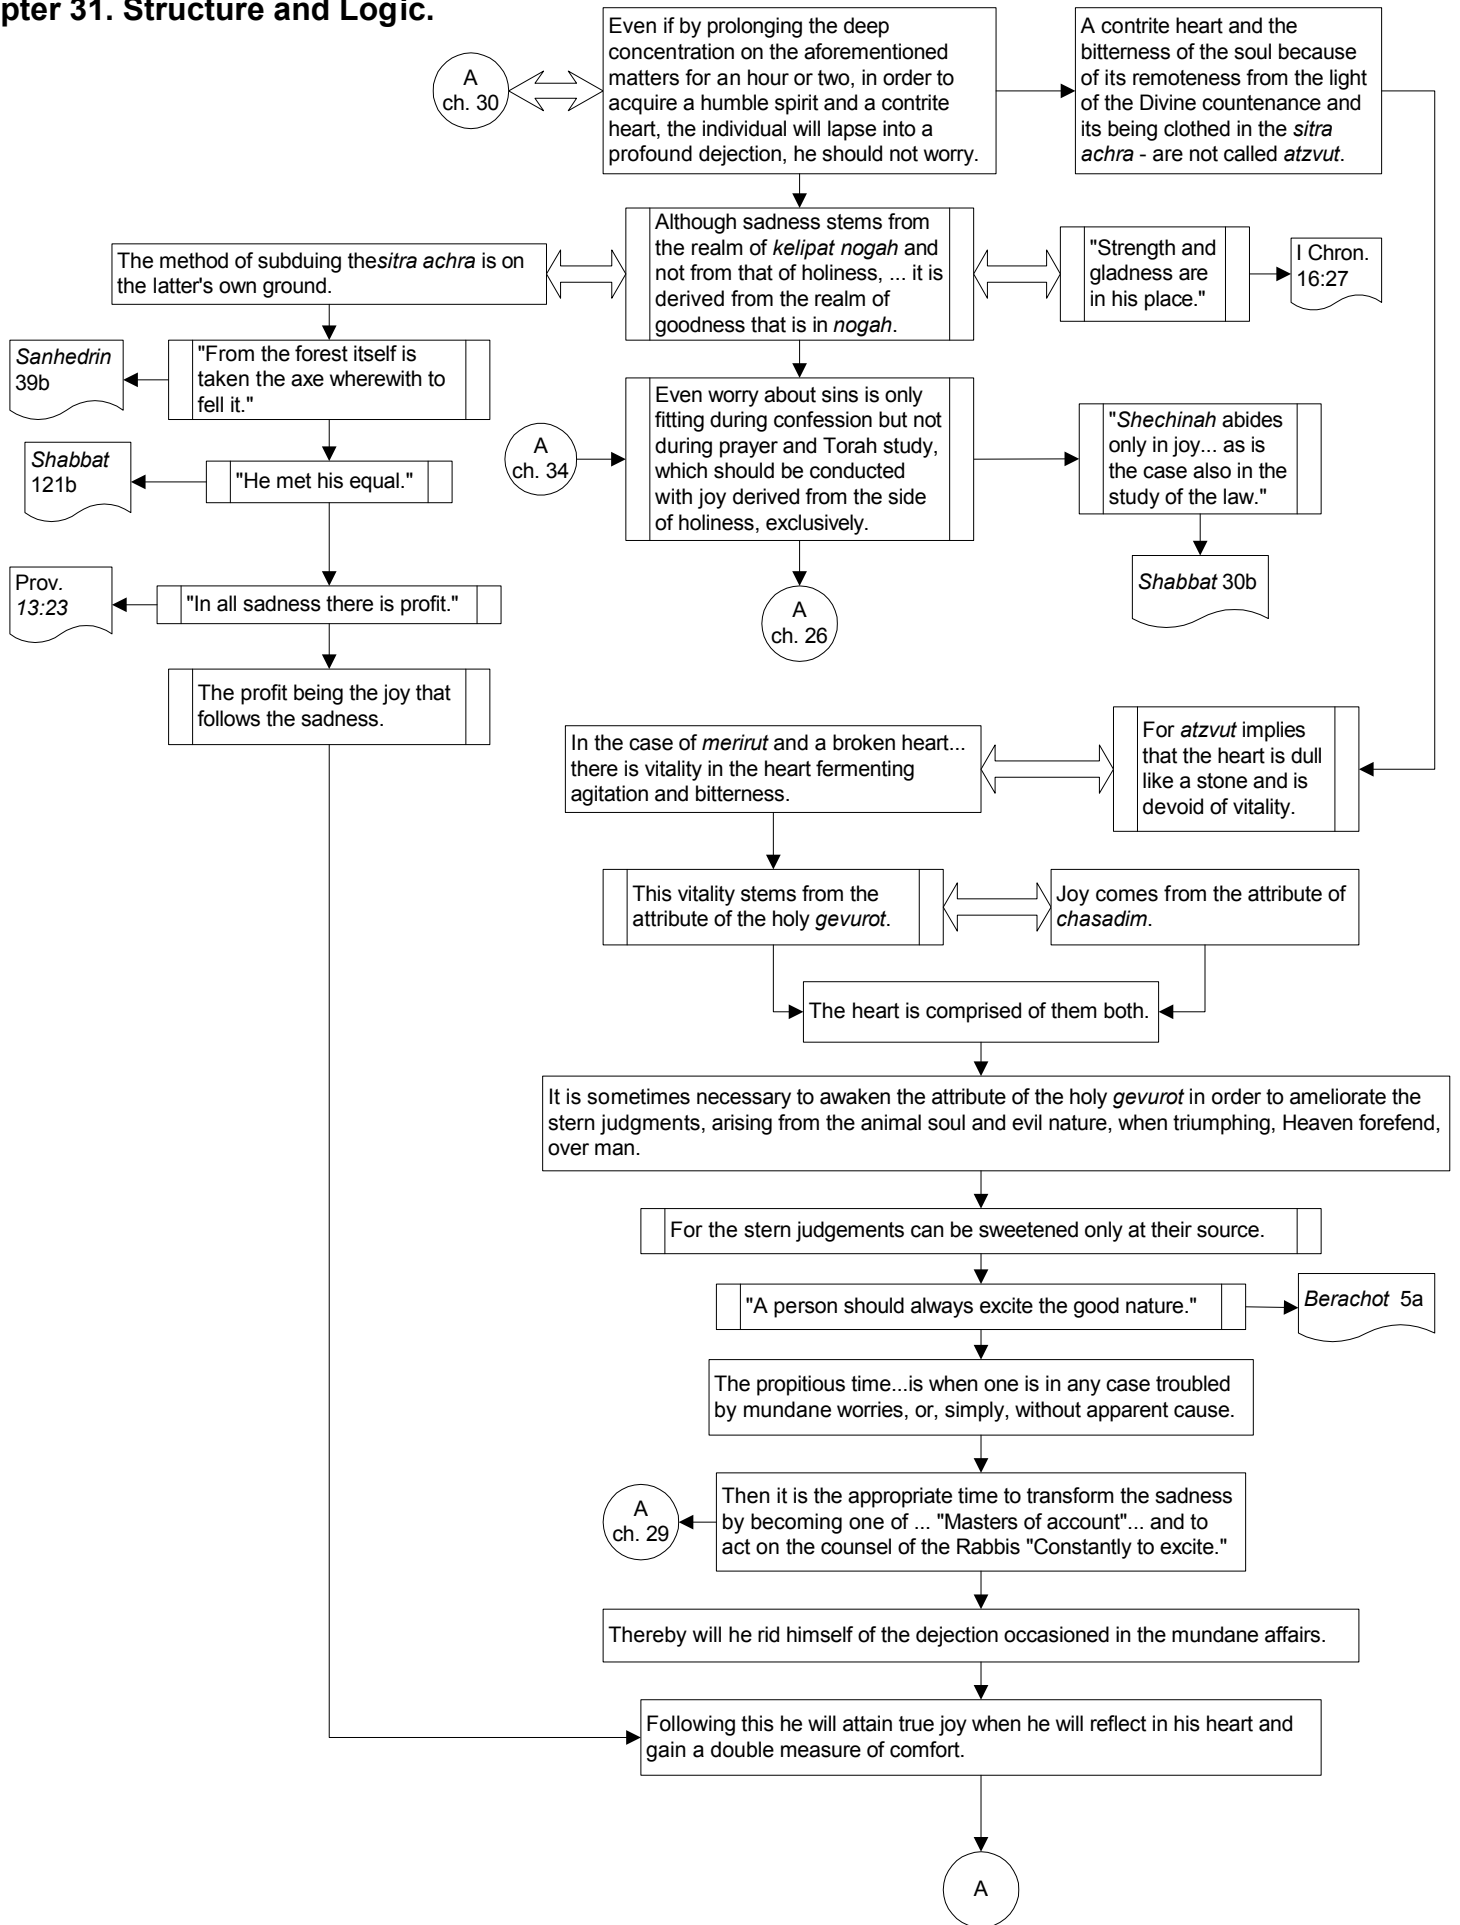 pter 31. Structure and Logic.
A
ch. 30
Even if by prolonging the deep
concentration on the aforementioned
matters for an hour or two, in order to
acquire a humble spirit and a contrite
heart, the individual will lapse into a
profound dejection, he should not worry.
A contrite heart and the
bitterness of the soul because
of its remoteness from the light
of the Divine countenance and
its being clothed in the sitra
achra - are not called atzvut.
The method of subduing thesitra achra is on
the latter's own ground.
Although sadness stems from
the realm of kelipat nogah and
not from that of holiness, ... it is
derived from the realm of
goodness that is in nogah.
"Strength and
gladness are
in his place."
I Chron.
16:27
Sanhedrin
39b
"From the forest itself is
taken the axe wherewith to
fell it."
A
ch. 34
Even worry about sins is only
fitting during confession but not
during prayer and Torah study,
which should be conducted
with joy derived from the side
of holiness, exclusively.
"Shechinah abides
only in joy... as is
the case also in the
study of the law."
Shabbat 30b
Shabbat
121b
"He met his equal."
Prov.
13:23
"In all sadness there is profit."
A
ch. 26
The profit being the joy that
follows the sadness.
In the case of merirut and a broken heart...
there is vitality in the heart fermenting
agitation and bitterness.
For atzvut implies
that the heart is dull
like a stone and is
devoid of vitality.
This vitality stems from the
attribute of the holy gevurot.
Joy comes from the attribute of
chasadim.
The heart is comprised of them both.
It is sometimes necessary to awaken the attribute of the holy gevurot in order to ameliorate the
stern judgments, arising from the animal soul and evil nature, when triumphing, Heaven forefend,
over man.
For the stern judgements can be sweetened only at their source.
"A person should always excite the good nature."
Berachot 5a
The propitious time...is when one is in any case troubled
by mundane worries, or, simply, without apparent cause.
A
ch. 29
Then it is the appropriate time to transform the sadness
by becoming one of ... "Masters of account"... and to
act on the counsel of the Rabbis "Constantly to excite."
Thereby will he rid himself of the dejection occasioned in the mundane affairs.
Following this he will attain true joy when he will reflect in his heart and
gain a double measure of comfort.
A